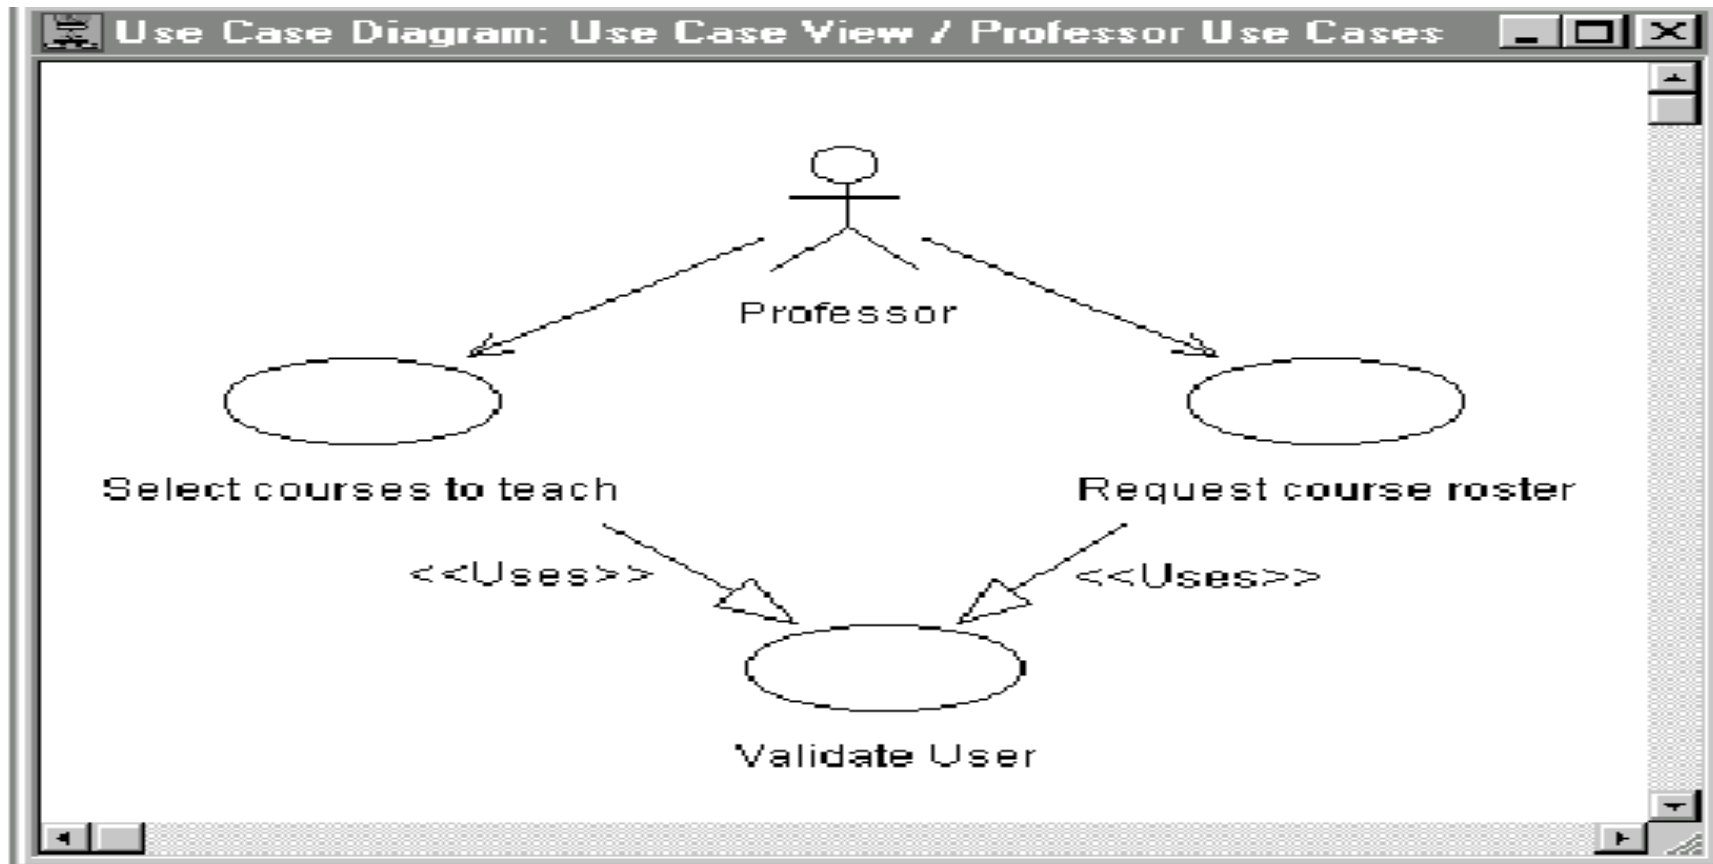 Use Case Diagram: Use Case View / Professor Use Cases
Professor
Select courses to teach
Request course roster
<<Uses>>
<<Uses>>
Validate User